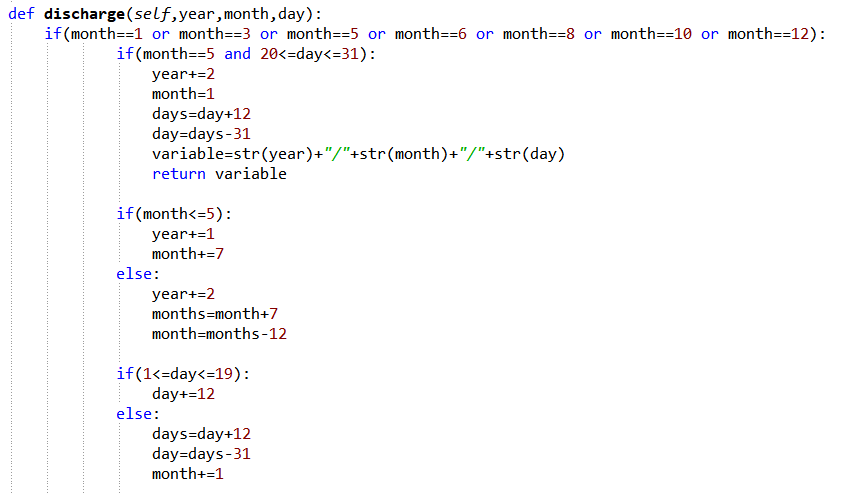 def discharge(self,year,month,day):
    if(month==1 or month==3 or month==5 or month==6 or month==8 or month==10 or month==12):
            if(month==5 and 20<=day<=31):
                year+=2
                month=1
                days=day+12
                day=days-31
                variable=str(year)+"/"+str(month)+"/"+str(day)
                return variable

            if(month<=5):
                year+=1
                month+=7
            else:
                year+=2
                months=month+7
                month=months-12

            if(1<=day<=19):
                day+=12
            else:
                days=day+12
                day=days-31
                month+=1